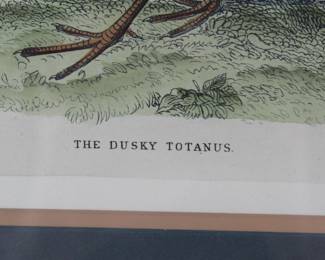 THE DUSKY TOTANUS.